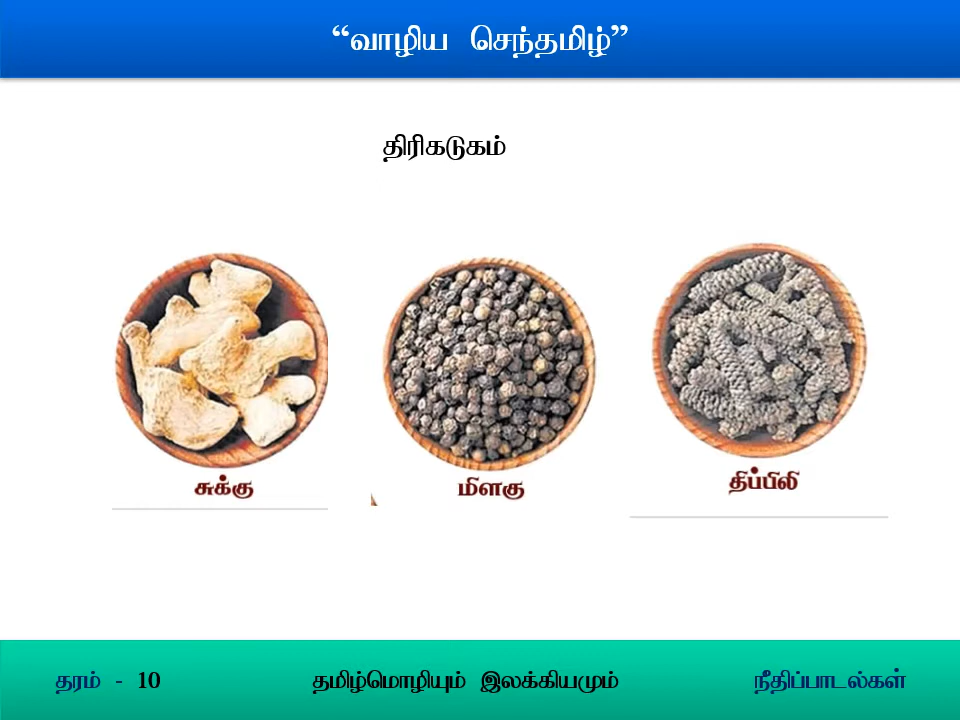 “வாழிய செந்தமிழ்”
திரிகடுகம்
சுக்கு
மிளகு
திப்பிலி
தரம் - 10
தமிழ்மொழியும் இலக்கியமும்
நீதிப்பாடல்கள்